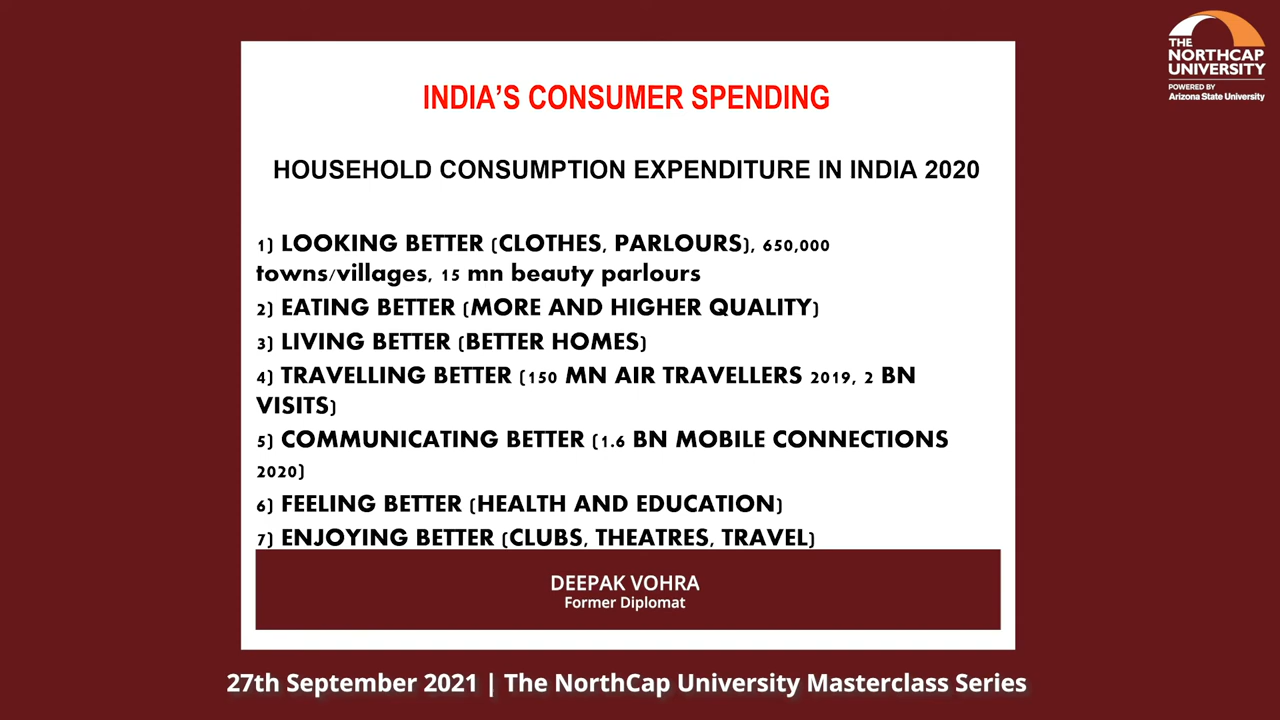 THE
NORTHCAP
UNIVERSITY
POWERED BY
Arizona State University
INDIA'S CONSUMER SPENDING
HOUSEHOLD CONSUMPTION EXPENDITURE IN INDIA 2020
1) LOOKING BETTER (CLOTHES, PARLOURS), 650,000
towns/villages, 15 mn beauty parlours
2) EATING BETTER (MORE AND HIGHER QUALITY)
3) LIVING BETTER (BETTER HOMES)
4) TRAVELLING BETTER (150 MN AIR TRAVELLERS 2019, 2 BN
VISITS)
5) COMMUNICATING BETTER (1.6 BN MOBILE CONNECTIONS
2020)
6) FEELING BETTER (HEALTH AND EDUCATION)
7) ENJOYING BETTER (CLUBS, THEATRES, TRAVEL)
DEEPAK VOHRA
Former Diplomat
27th September 2021 | The NorthCap University Masterclass Series